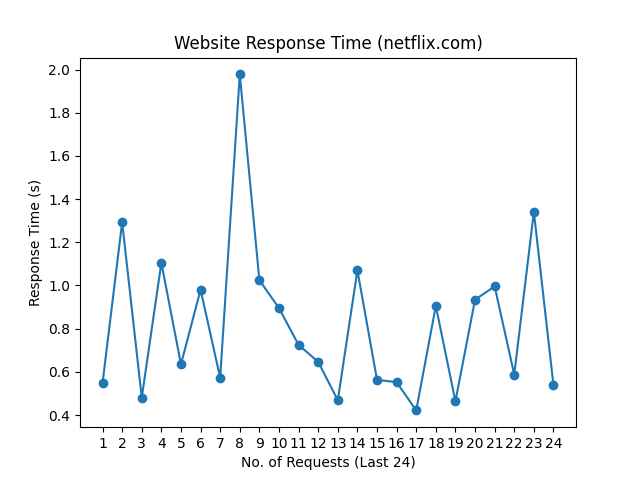 Website Response Time (netflix.com)
Response Time (s)
2.0
1.8
1.6
1.4
1.2
1.0
0.8
0.6
0.4
1 2 3 4 5 6 7 8 9 10 11 12 13 14 15 16 17 18 19 20 21 22 23 24
No. of Requests (Last 24)